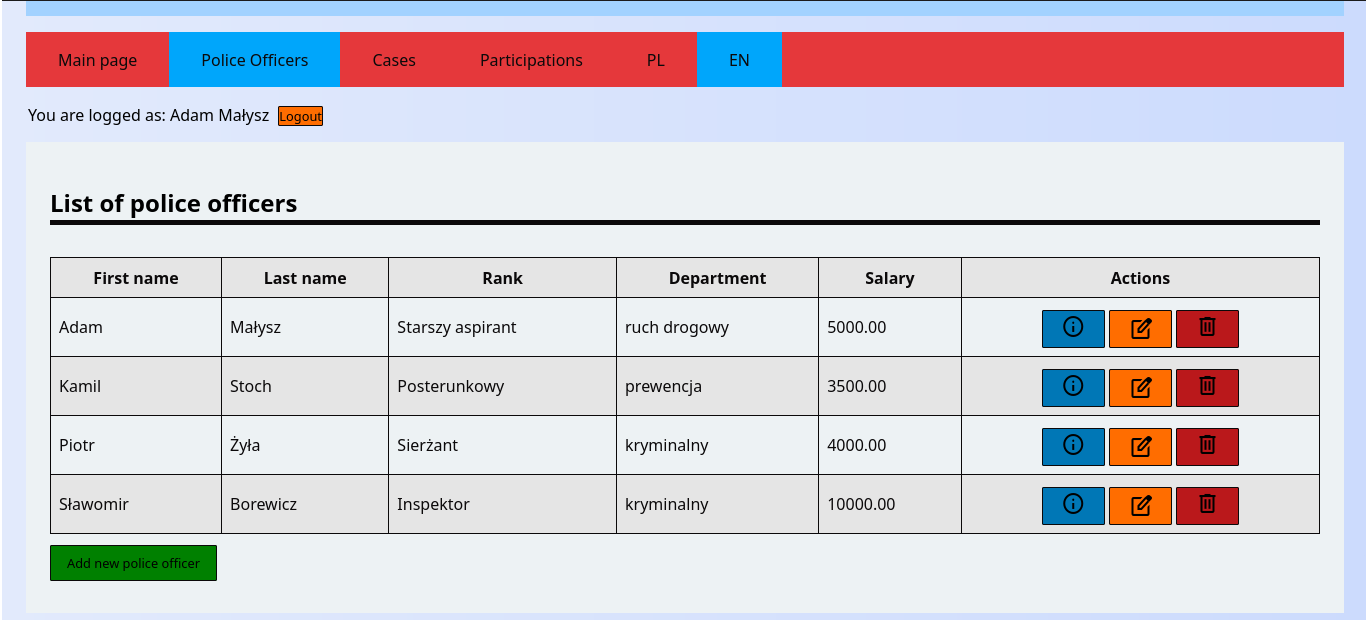 Main page Police Officers Cases Participations PL EN
You are logged as: Adam Małysz Logout
List of police officers
First name Last name Rank Department Salary Actions
Adam Małysz Starszy aspirant ruch drogowy 5000.00
Kamil Stoch Posterunkowy prewencja 3500.00
Piotr Żyła Sierżant kryminalny 4000.00
Sławomir Borewicz Inspektor kryminalny 10000.00
Add new police officer